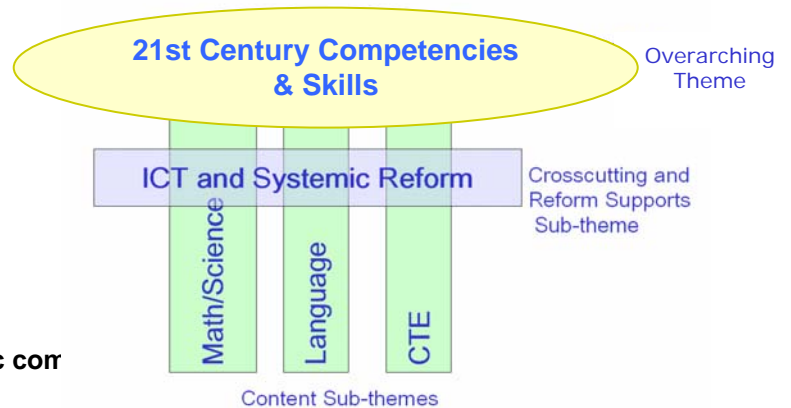 21st Century Competencies
& Skills
Overarching
Theme
ICT and Systemic Reform
Crosscutting and
Reform Supports
Sub-theme
Math/Science
Language
CTE
c com
Content Sub-themes